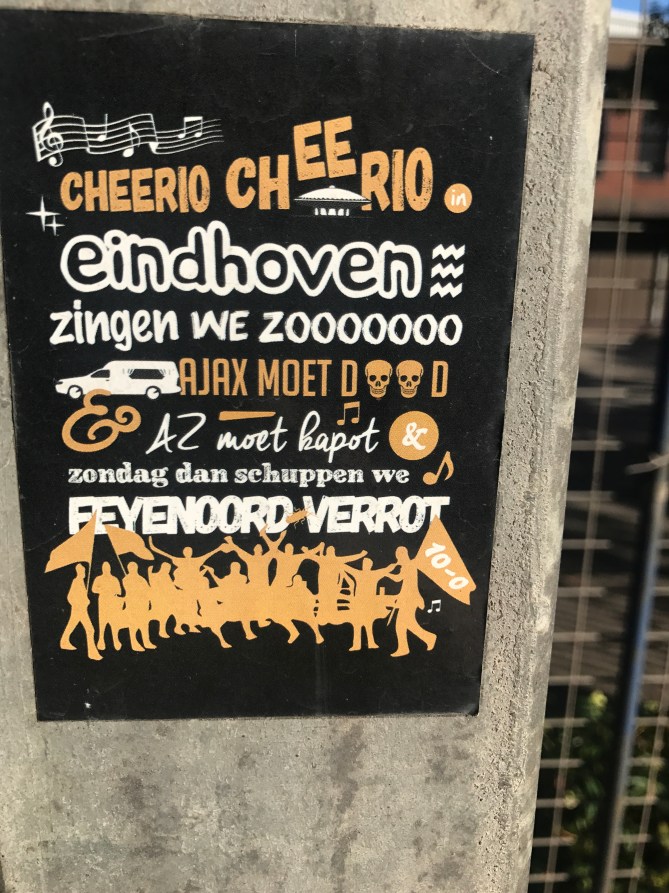 CHEERIO CHEERIO in
eindhoven
zingen WE ZOOOOOOO
AJAX MOET DOOD
& AZ moet kapot &
zondag dan schuppen we
FEYENOORD VERROT
10-0